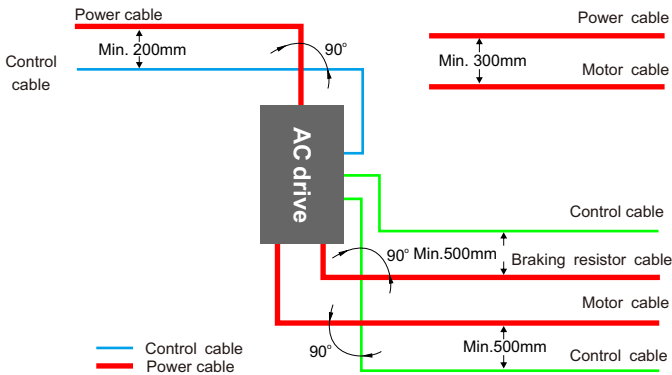 Power cable
Min. 200mm
90°
Control
cable
Power cable
Min. 300mm
Motor cable
AC drive
Control cable
90°
Min.500mm
Braking resistor cable
Motor cable
90°
Min.500mm
Control cable
Control cable
Power cable